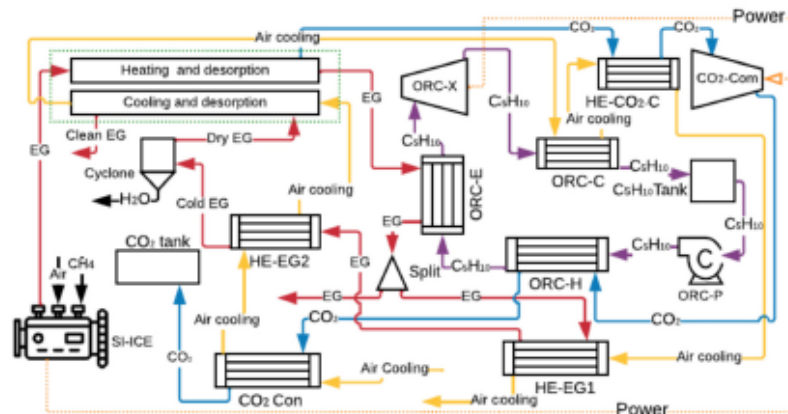 Power
Air cooling
CO₂
CO₂
Heating and desorption
ORC-X
CO₂-Com
Cooling and desorption
EG
C₅H₁₀
HE-CO₂-C
Clean EG
Dry EG
EG
C₅H₁₀
Air cooling
Cyclone
ORC-E
ORC-C
C₅H₁₀
C₅H₁₀Tank
H₂O
Cold EG
Air cooling
EG
C₅H₁₀
CO₂ tank
HE-EG2
EG
Split
C₅H₁₀
ORC-H
C₅H₁₀
C
ORC-P
Air
CH₄
EG
EG
CO₂
CO₂
Air cooling
SI-ICE
CO₂
Air Cooling
HE-EG1
Air cooling
CO₂ Con
Air cooling
Power